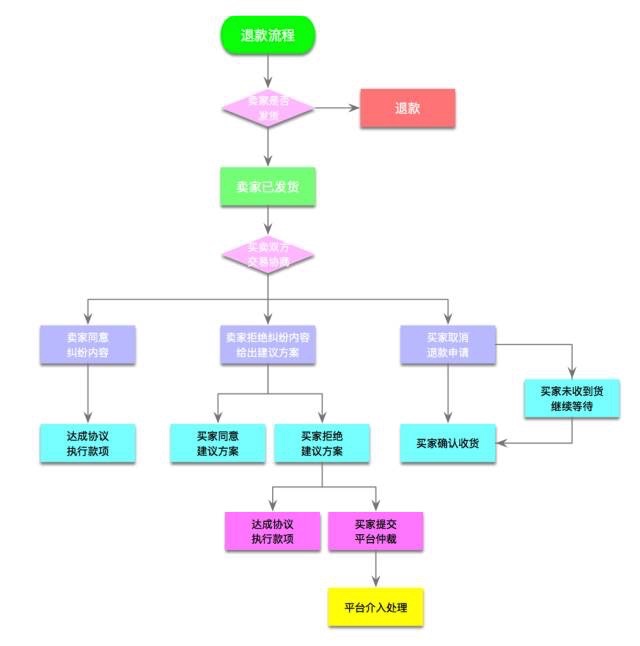 退款流程
卖家是否
发货
退款
卖家已发货
买卖双方
交易协商
卖家同意
纠纷内容
卖家拒绝纠纷内容
给出建议方案
买家取消
退款申请
买家未收到货
继续等待
达成协议
执行款项
买家同意
建议方案
买家拒绝
建议方案
买家确认收货
达成协议
执行款项
买家提交
平台仲裁
平台介入处理